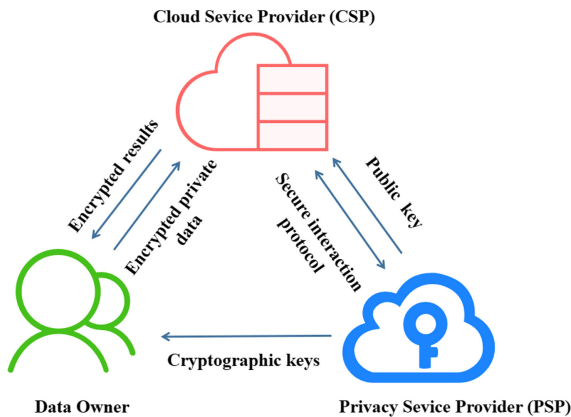 Cloud Sevice Provider (CSP)
Encrypted results
Encrypted private
data
Secure interaction
protocol
Public key
Cryptographic keys
Data Owner
Privacy Sevice Provider (PSP)